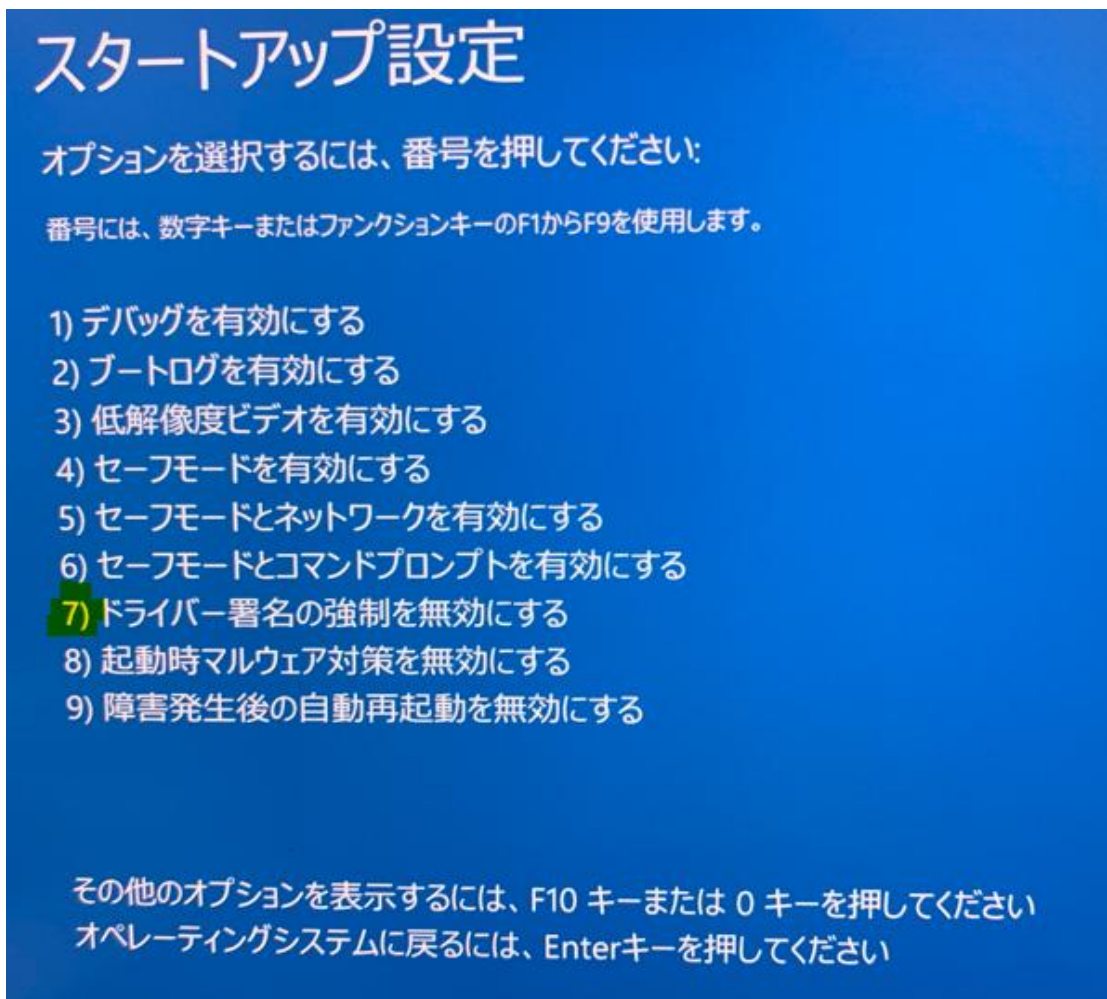 スタートアップ設定
オプションを選択するには、番号を押してください:
番号には、数字キーまたはファンクションキーのF1からF9を使用します。
1) デバッグを有効にする
2) ブートログを有効にする
3) 低解像度ビデオを有効にする
4) セーフモードを有効にする
5) セーフモードとネットワークを有効にする
6) セーフモードとコマンドプロンプトを有効にする
7) ドライバー署名の強制を無効にする
8) 起動時マルウェア対策を無効にする
9) 障害発生後の自動再起動を無効にする
その他のオプションを表示するには、F10 キーまたは 0 キーを押してください
オペレーティングシステムに戻るには、Enterキーを押してください